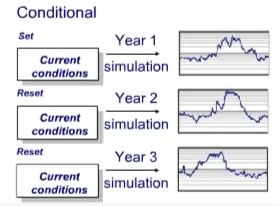 Conditional
Set
Year 1
Current
conditions
simulation
Reset
Year 2
Current
conditions
simulation
Reset
Year 3
Current
conditions
simulation